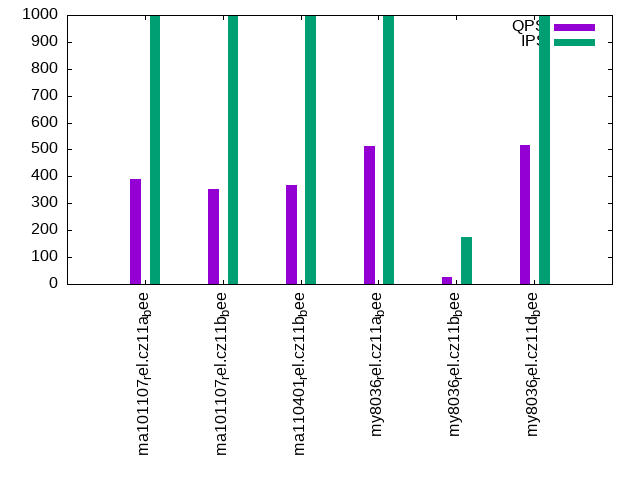 1000
900
800
700
600
500
400
300
200
100
0
QPS
IPS
ma101107rel.cz11abee
ma101107rel.cz11bbee
ma110401rel.cz11bbee
my8036rel.cz11abee
my8036rel.cz11bbee
my8036rel.cz11dbee